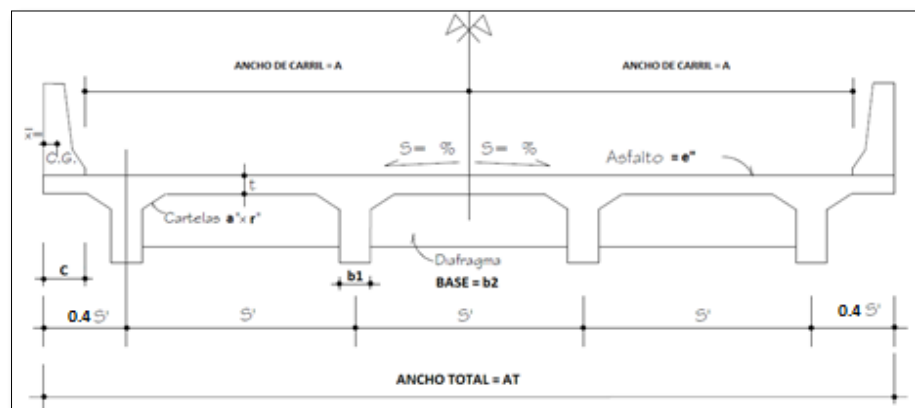 ANCHO DE CARRIL = A
ANCHO DE CARRIL = A
x̄=
C.G.
S= %
S= %
Asfalto = e"
t
Cartelas a"x r"
Diafragma
C
b1
BASE = b2
0.4 S'
S'
S'
S'
0.4 S'
ANCHO TOTAL = AT